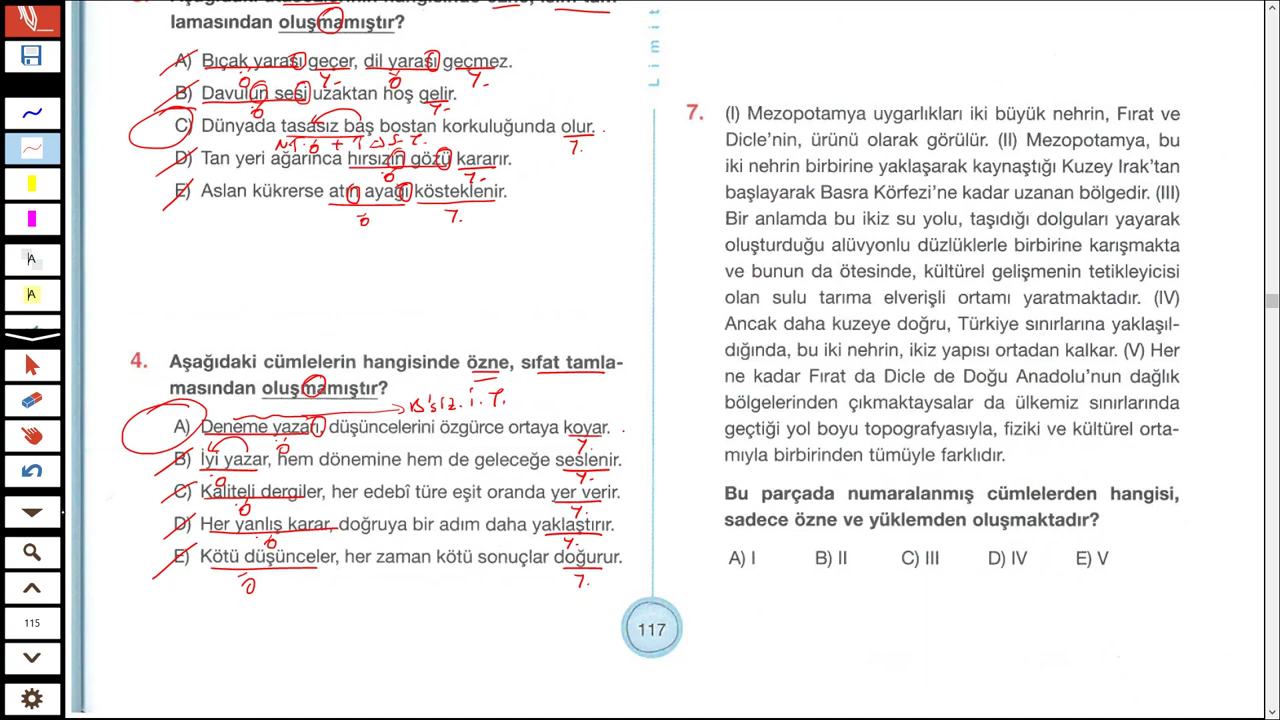 lamasından oluşmamıştır?
A) Bıçak yarası geçer, dil yarası geçmez.
B) Davulun sesi uzaktan hoş gelir.
C) Dünyada tasasız baş bostan korkuluğunda olur.
D) Tan yeri ağarınca hırsızın gözü kararır.
E) Aslan kükrerse atın ayağı kösteklenir.
4. Aşağıdaki cümlelerin hangisinde özne, sıfat tamla-
masından oluşmamıştır?
B'siz. i. T.
A) Deneme yazarı, düşüncelerini özgürce ortaya koyar.
B) İyi yazar, hem dönemine hem de geleceğe seslenir.
C) Kaliteli dergiler, her edebî türe eşit oranda yer verir.
D) Her yanlış karar, doğruya bir adım daha yaklaştırır.
E) Kötü düşünceler, her zaman kötü sonuçlar doğurur.
Limit
7. (I) Mezopotamya uygarlıkları iki büyük nehrin, Fırat ve
Dicle'nin, ürünü olarak görülür. (II) Mezopotamya, bu
iki nehrin birbirine yaklaşarak kaynaştığı Kuzey Irak'tan
başlayarak Basra Körfezi'ne kadar uzanan bölgedir. (III)
Bir anlamda bu ikiz su yolu, taşıdığı dolguları yayarak
oluşturduğu alüvyonlu düzlüklerle birbirine karışmakta
ve bunun da ötesinde, kültürel gelişmenin tetikleyicisi
olan sulu tarıma elverişli ortamı yaratmaktadır. (IV)
Ancak daha kuzeye doğru, Türkiye sınırlarına yaklaşıl-
dığında, bu iki nehrin, ikiz yapısı ortadan kalkar. (V) Her
ne kadar Fırat da Dicle de Doğu Anadolu'nun dağlık
bölgelerinden çıkmaktaysalar da ülkemiz sınırlarında
geçtiği yol boyu topografyasıyla, fiziki ve kültürel orta-
mıyla birbirinden tümüyle farklıdır.
Bu parçada numaralanmış cümlelerden hangisi,
sadece özne ve yüklemden oluşmaktadır?
A) I B) II C) III D) IV E) V
117
115